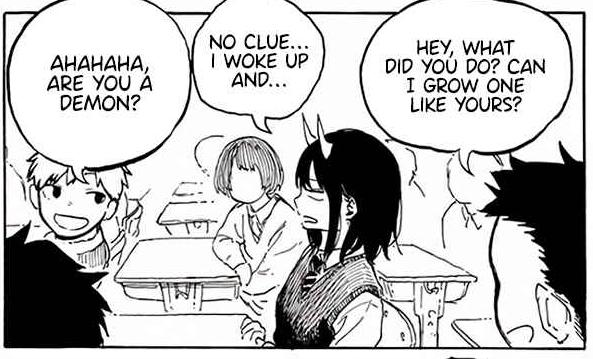 HEY, WHAT
DID YOU DO? CAN
I GROW ONE
LIKE YOURS?
NO CLUE...
I WOKE UP
AND...
AHAHAHA,
ARE YOU A
DEMON?